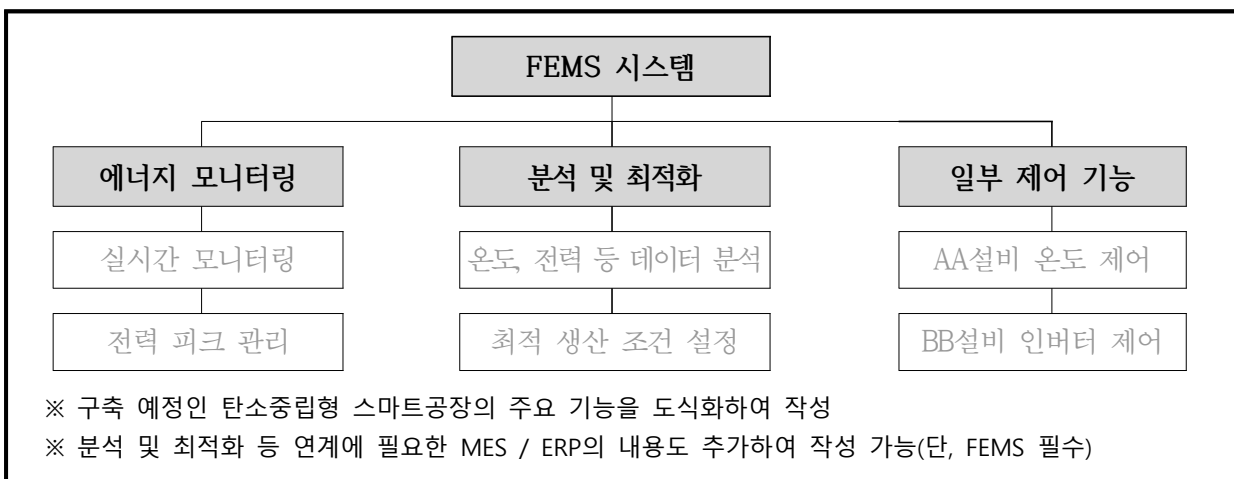 FEMS 시스템
에너지 모니터링
분석 및 최적화
일부 제어 기능
실시간 모니터링
온도, 전력 등 데이터 분석
AA설비 온도 제어
전력 피크 관리
최적 생산 조건 설정
BB설비 인버터 제어
※ 구축 예정인 탄소중립형 스마트공장의 주요 기능을 도식화하여 작성
※ 분석 및 최적화 등 연계에 필요한 MES / ERP의 내용도 추가하여 작성 가능(단, FEMS 필수)